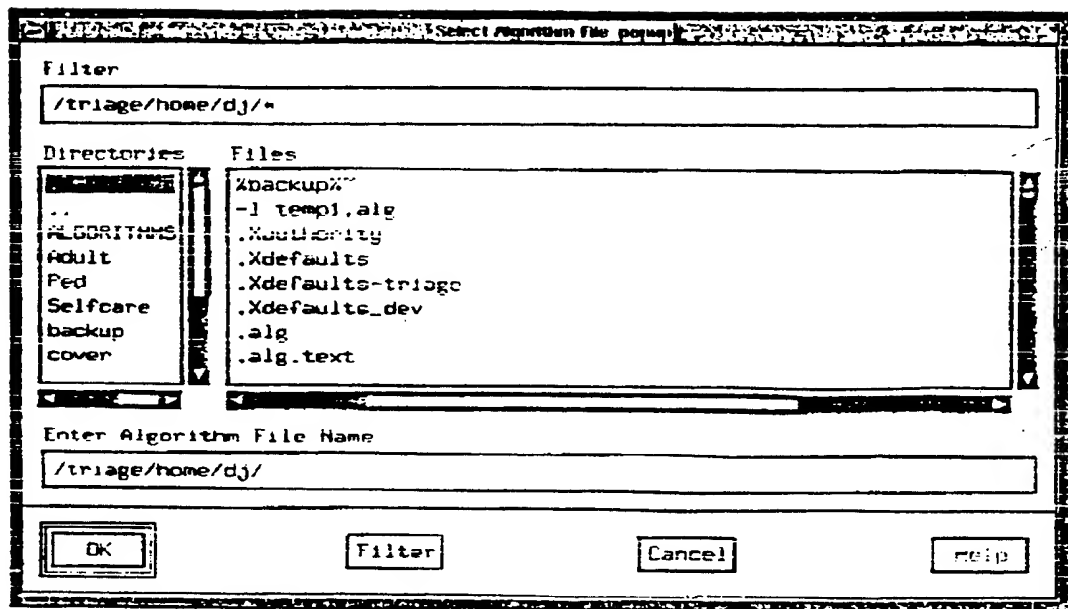 Select Algorithm File popup
Filter
/triage/home/dj/*
Directories
Files
..
ALGORITHMS
Adult
Ped
Selfcare
backup
cover
%backup%~
-l temp1.alg
.Xauthority
.Xdefaults
.Xdefaults-triage
.Xdefaults_dev
.alg
.alg.text
Enter Algorithm File Name
/triage/home/dj/
OK
Filter
Cancel
Help